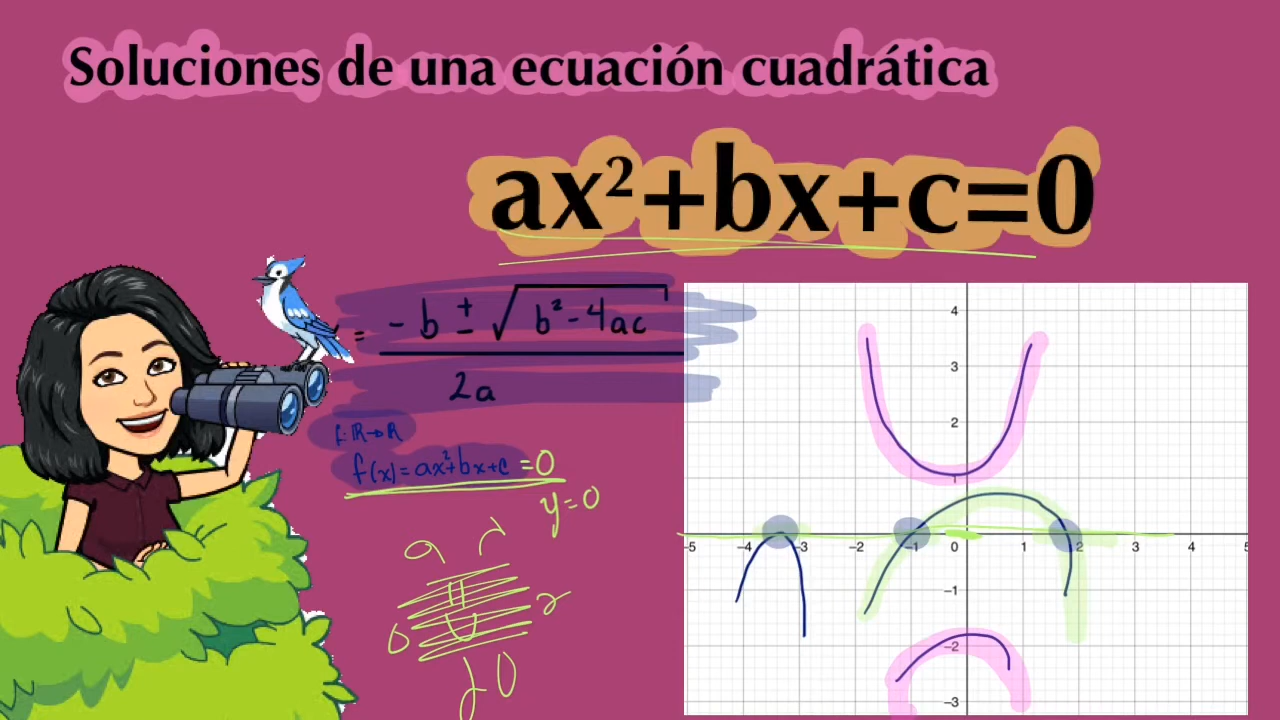 Soluciones de una ecuación cuadrática
ax²+bx+c=0
= -b ± √b²-4ac
2a
f:ℝ→ℝ
f(x)=ax²+bx+c =0
y=0
4
3
2
1
-5 -4 -3 -2 -1 0 1 2 3 4 5
-1
-2
-3